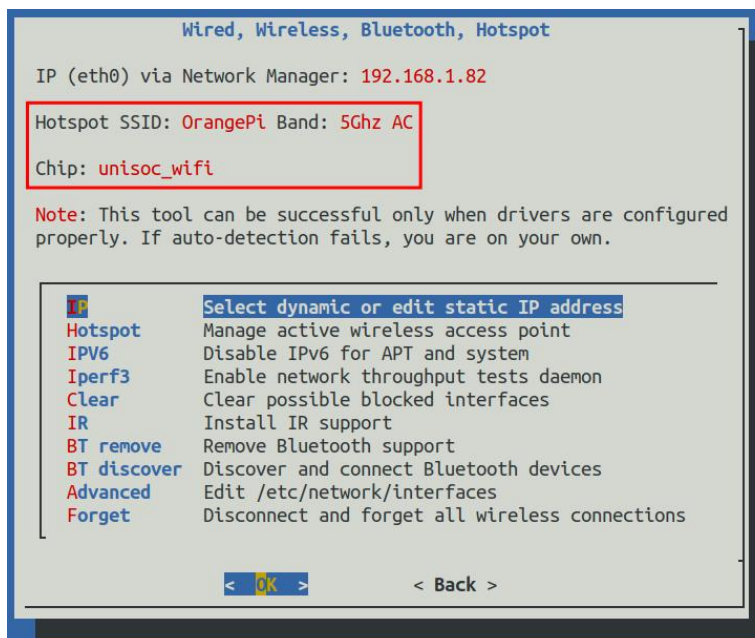 Wired, Wireless, Bluetooth, Hotspot
IP (eth0) via Network Manager: 192.168.1.82
Hotspot SSID: OrangePi Band: 5Ghz AC
Chip: unisoc_wifi
Note: This tool can be successful only when drivers are configured
properly. If auto-detection fails, you are on your own.
IP Select dynamic or edit static IP address
Hotspot Manage active wireless access point
IPV6 Disable IPv6 for APT and system
Iperf3 Enable network throughput tests daemon
Clear Clear possible blocked interfaces
IR Install IR support
BT remove Remove Bluetooth support
BT discover Discover and connect Bluetooth devices
Advanced Edit /etc/network/interfaces
Forget Disconnect and forget all wireless connections
< OK > < Back >